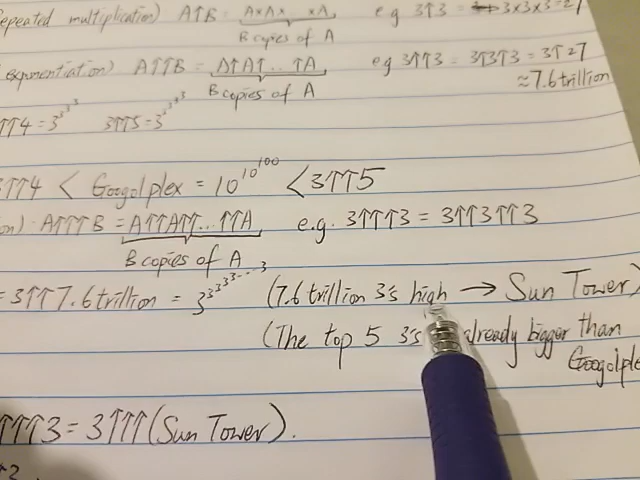 epeated multiplication) A↑B = A×A× ... ×A e.g 3↑3 = 3×3×3=27
B copies of A
exponentiation) A↑↑B = A↑A↑...↑A eg 3↑↑3 = 3↑3↑3 = 3↑27
B copies of A ≈7.6 trillion
↑↑4 = 3^3^3^3 3↑↑5=3^3^3^3^3
3↑↑4 < Googolplex = 10^10^100 < 3↑↑5
on) A↑↑↑B = A↑↑A↑↑...↑↑A e.g. 3↑↑↑3 = 3↑↑3↑↑3
B copies of A
= 3↑↑7.6 trillion = 3^3^3^3^3...3 (7.6 trillion 3's high → Sun Tower)
(The top 5 3's already bigger than
Googolple
↑↑↑3 = 3↑↑↑(Sun Tower).